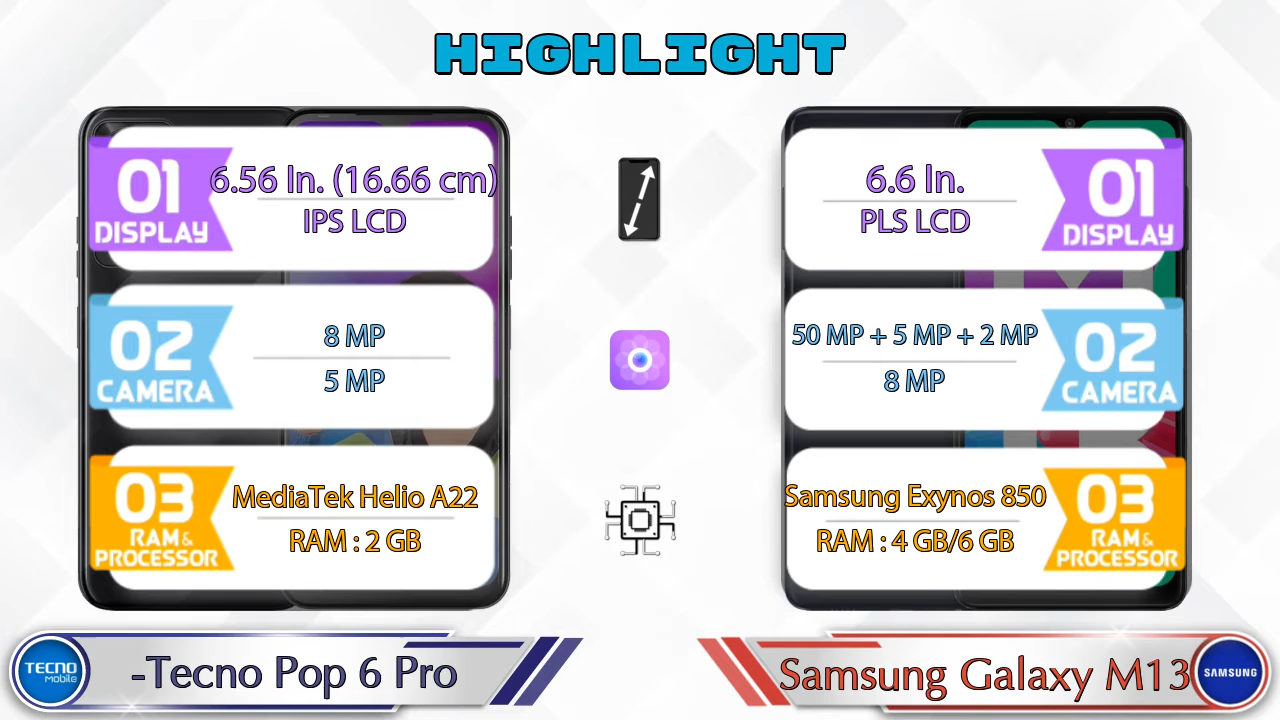 HIGHLIGHT
01
DISPLAY
6.56 In. (16.66 cm)
IPS LCD
02
CAMERA
8 MP
5 MP
03
RAM &
PROCESSOR
MediaTek Helio A22
RAM : 2 GB
6.6 In.
PLS LCD
01
DISPLAY
50 MP + 5 MP + 2 MP
8 MP
02
CAMERA
Samsung Exynos 850
RAM : 4 GB/6 GB
03
RAM &
PROCESSOR
TECNO
mobile
-Tecno Pop 6 Pro
Samsung Galaxy M13
SAMSUNG